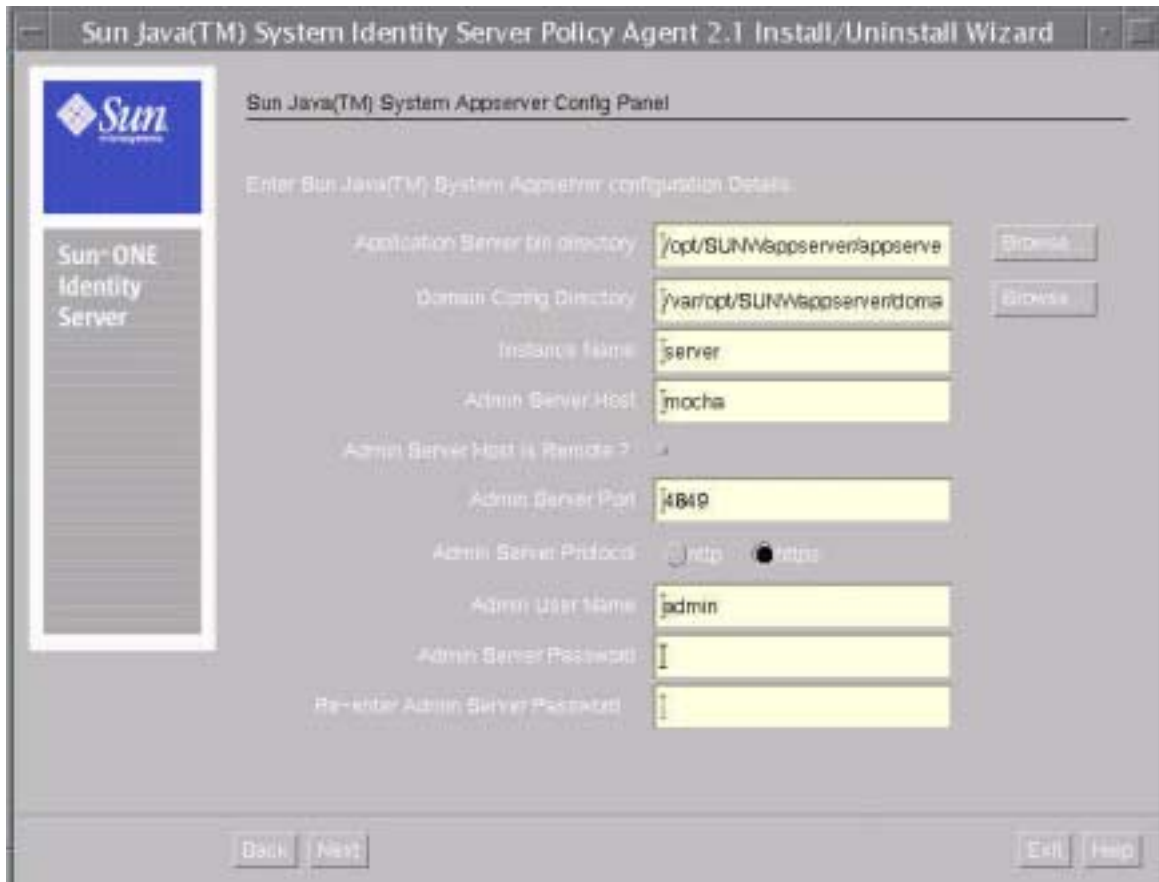 Sun Java(TM) System Identity Server Policy Agent 2.1 Install/Uninstall Wizard
Sun
microsystems
Sun Java(TM) System Appserver Config Panel
Enter Sun Java(TM) System Appserver configuration Details
Sun ONE
Identity
Server
Application Server bin directory /opt/SUNWappserver/appserve Browse...
Domain Config Directory /var/opt/SUNWappserver/doma Browse...
Instance Name server
Admin Server Host mocha
Admin Server Host is Remote ?
Admin Server Port 4849
Admin Server Protocol http https
Admin User Name admin
Admin Server Password
Re-enter Admin Server Password
Back Next Exit Help